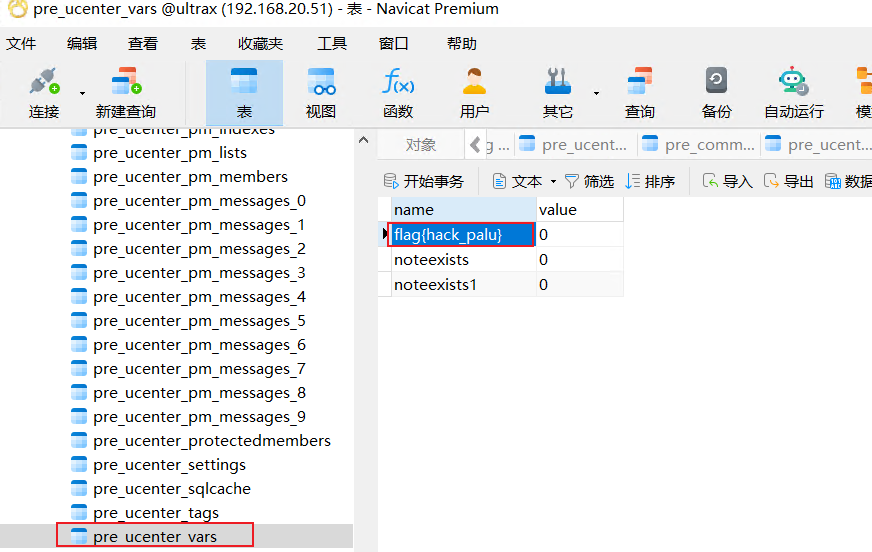 pre_ucenter_vars @ultrax (192.168.20.51) - 表 - Navicat Premium
文件 编辑 查看 表 收藏夹 工具 窗口 帮助
连接 新建查询 表 视图 函数 用户 其它 查询 备份 自动运行 模
f(x)
pre_ucenter_pm_indexes
pre_ucenter_pm_lists
pre_ucenter_pm_members
pre_ucenter_pm_messages_0
pre_ucenter_pm_messages_1
pre_ucenter_pm_messages_2
pre_ucenter_pm_messages_3
pre_ucenter_pm_messages_4
pre_ucenter_pm_messages_5
pre_ucenter_pm_messages_6
pre_ucenter_pm_messages_7
pre_ucenter_pm_messages_8
pre_ucenter_pm_messages_9
pre_ucenter_protectedmembers
pre_ucenter_settings
pre_ucenter_sqlcache
pre_ucenter_tags
pre_ucenter_vars
对象 g ... pre_ucent... pre_comm... pre_ucent...
开始事务 文本 筛选 排序 导入 导出 数据
name value
flag{hack_palu} 0
noteexists 0
noteexists1 0